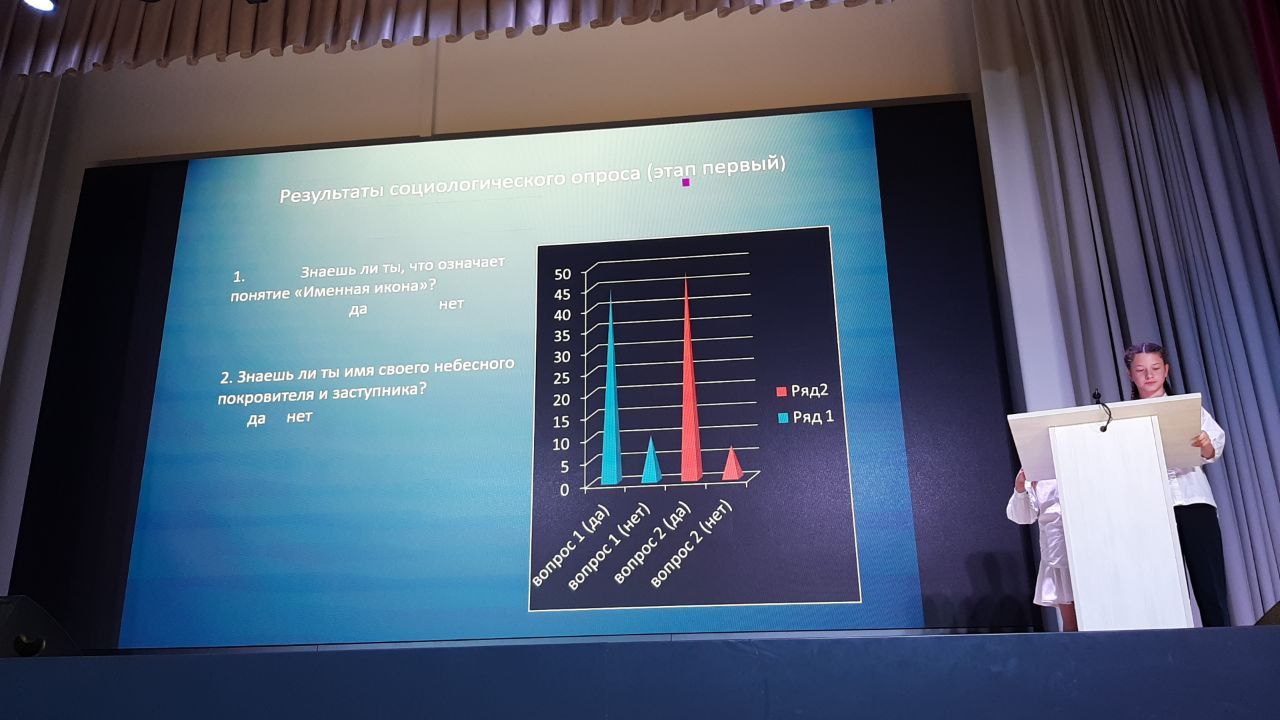 Результаты социологического опроса (этап первый)
1. Знаешь ли ты, что означает
понятие «Именная икона»?
да нет
2. Знаешь ли ты имя своего небесного
покровителя и заступника?
да нет
50
45
40
35
30
25
20
15
10
5
0
вопрос 1 (да)
вопрос 1 (нет)
вопрос 2 (да)
вопрос 2 (нет)
Ряд2
Ряд 1